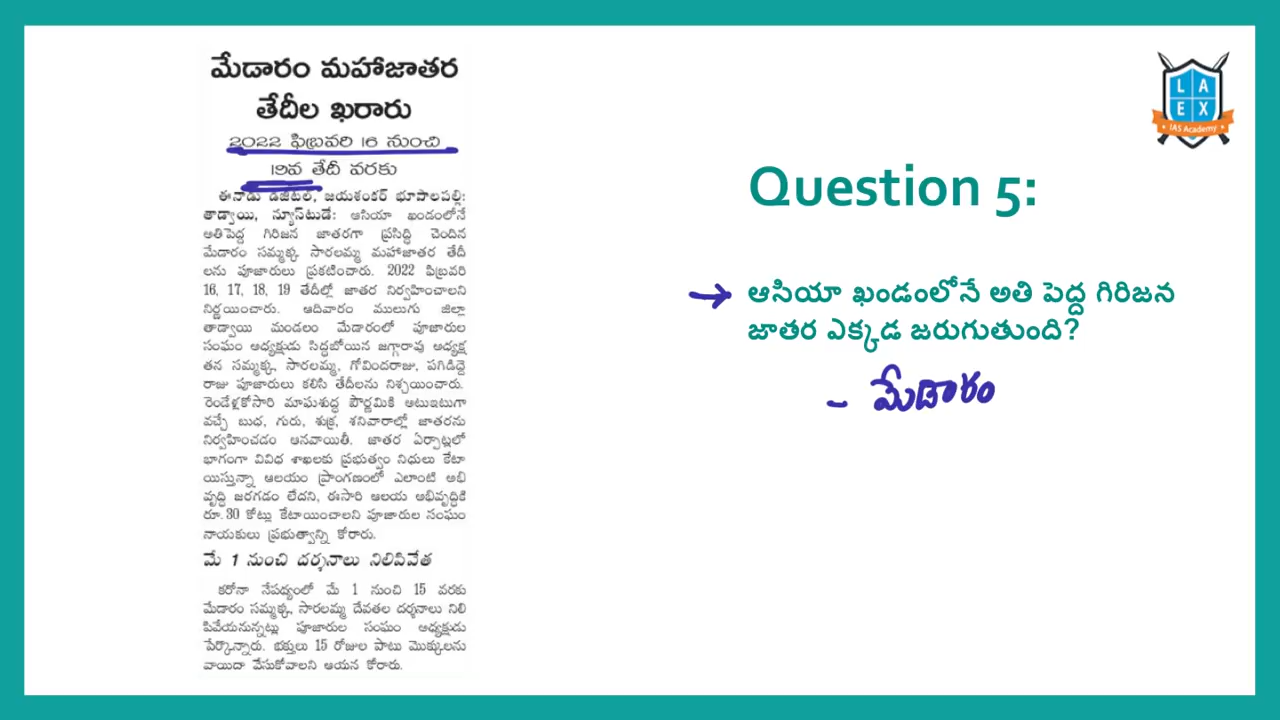 మేడారం మహాజాతర
తేదీల ఖరారు
2022 ఫిబ్రవరి 16 నుంచి
19వ తేదీ వరకు
ఈనాడు డిజిటల్, జయశంకర్ భూపాలపల్లి:
తాడ్వాయి, న్యూస్‌టుడే: ఆసియా ఖండంలోనే
అతిపెద్ద గిరిజన జాతరగా ప్రసిద్ధి చెందిన
మేడారం సమ్మక్క సారలమ్మ మహాజాతర తేదీ
లను పూజారులు ప్రకటించారు. 2022 ఫిబ్రవరి
16, 17, 18, 19 తేదీల్లో జాతర నిర్వహించాలని
నిర్ణయించారు. ఆదివారం ములుగు జిల్లా
తాడ్వాయి మండలం మేడారంలో పూజారుల
సంఘం అధ్యక్షుడు సిద్ధబోయిన జగ్గారావు అధ్యక్ష
తన సమ్మక్క, సారలమ్మ, గోవిందరాజు, పగిడిద్ద
రాజు పూజారులు కలిసి తేదీలను నిశ్చయించారు.
రెండేళ్లకోసారి మాఘశుద్ధ పౌర్ణమికి అటుఇటుగా
వచ్చే బుధ, గురు, శుక్ర, శనివారాల్లో జాతరను
నిర్వహించడం ఆనవాయితీ. జాతర ఏర్పాట్లలో
భాగంగా వివిధ శాఖలకు ప్రభుత్వం నిధులు కేటా
యిస్తున్నా ఆలయం ప్రాంగణంలో ఎలాంటి అభి
వృద్ధి జరగడం లేదని, ఈసారి ఆలయ అభివృద్ధికి
రూ.30 కోట్లు కేటాయించాలని పూజారుల సంఘం
నాయకులు ప్రభుత్వాన్ని కోరారు.
మే 1 నుంచి దర్శనాలు నిలిపివేత
కరోనా నేపథ్యంలో మే 1 నుంచి 15 వరకు
మేడారం సమ్మక్క, సారలమ్మ దేవతల దర్శనాలు నిలి
పివేయనున్నట్లు పూజారుల సంఘం అధ్యక్షుడు
పేర్కొన్నారు. భక్తులు 15 రోజుల పాటు మొక్కులను
వాయిదా వేసుకోవాలని ఆయన కోరారు.
LA
EX
IAS Academy
Question 5:
→ ఆసియా ఖండంలోనే అతి పెద్ద గిరిజన
జాతర ఎక్కడ జరుగుతుంది?
- మేడారం